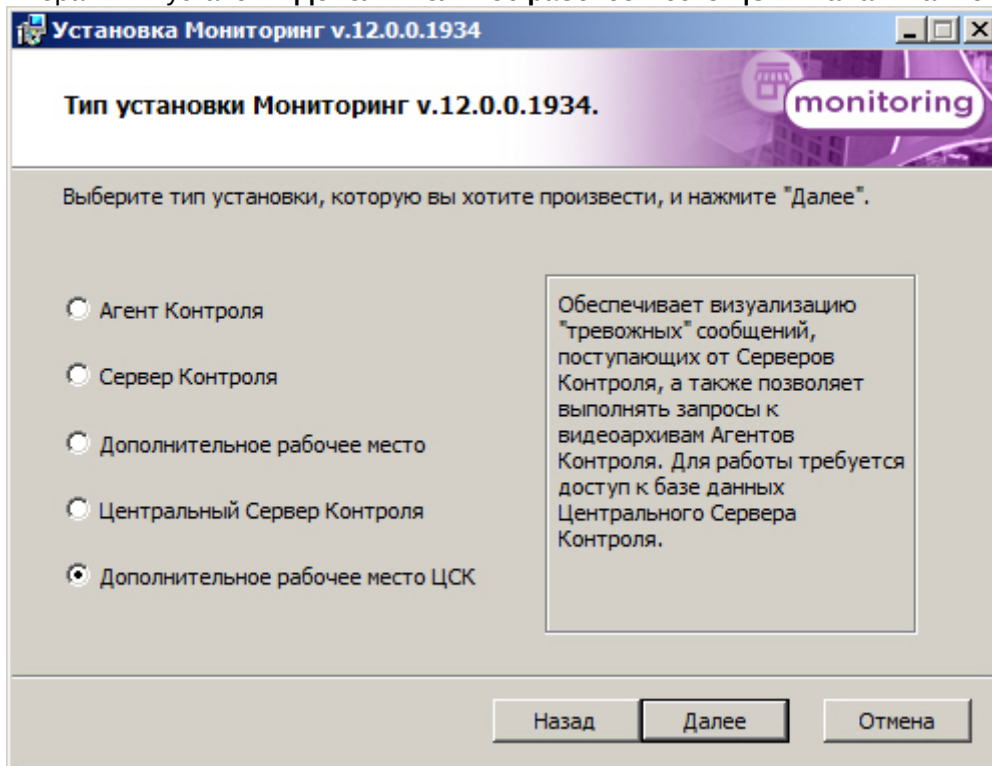 Установка Мониторинг v.12.0.0.1934
Тип установки Мониторинг v.12.0.0.1934.
monitoring
Выберите тип установки, которую вы хотите произвести, и нажмите "Далее".
Агент Контроля
Сервер Контроля
Дополнительное рабочее место
Центральный Сервер Контроля
Дополнительное рабочее место ЦСК
Обеспечивает визуализацию
"тревожных" сообщений,
поступающих от Серверов
Контроля, а также позволяет
выполнять запросы к
видеоархивам Агентов
Контроля. Для работы требуется
доступ к базе данных
Центрального Сервера
Контроля.
Назад
Далее
Отмена